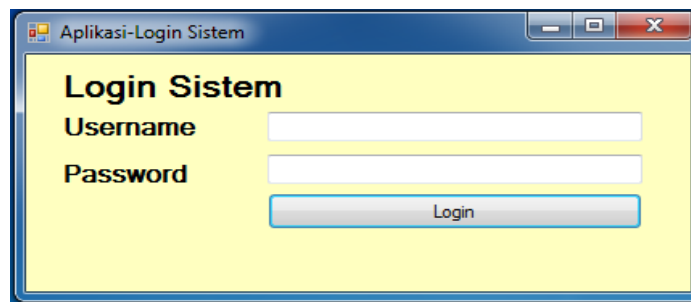 Aplikasi-Login Sistem
Login Sistem
Username
Password
Login